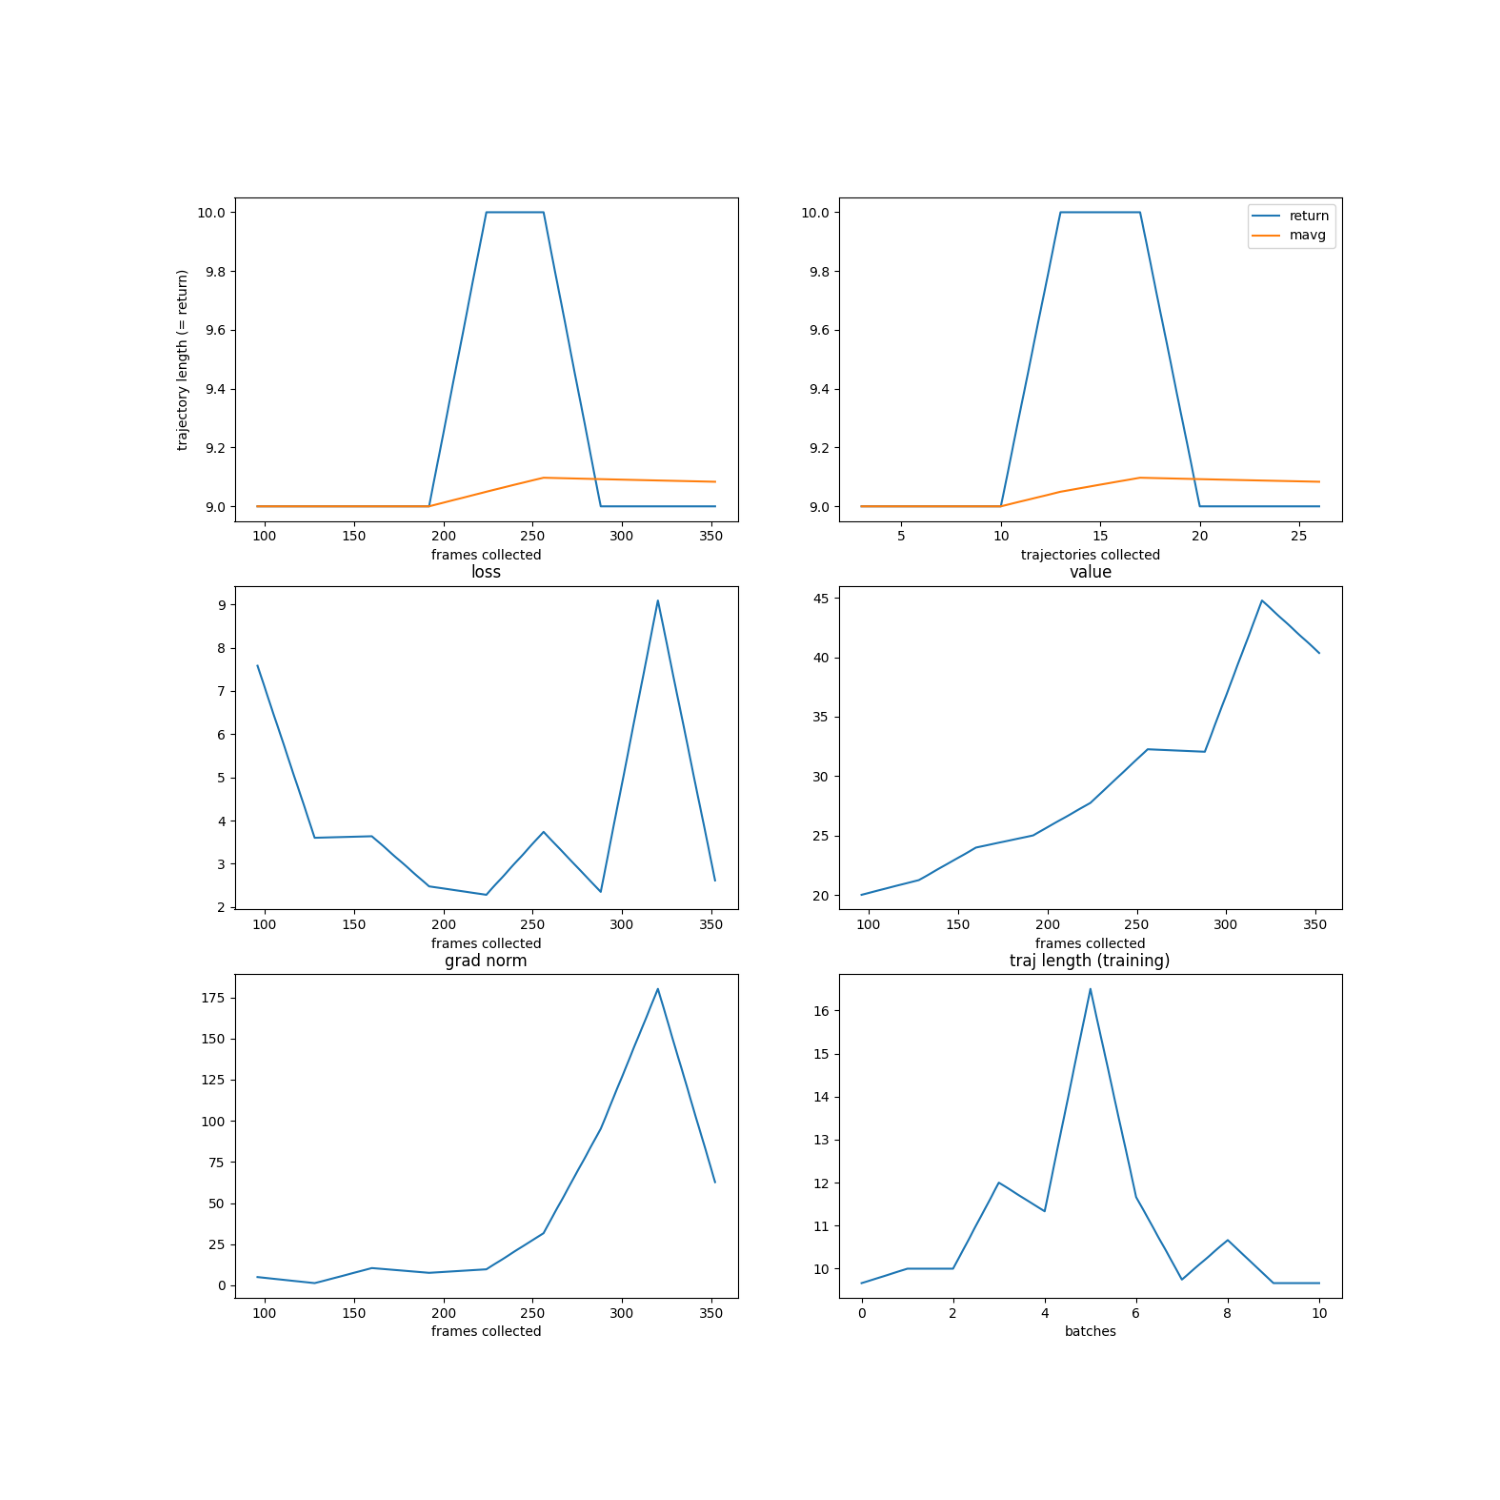 10.0
9.8
9.6
9.4
9.2
9.0
trajectory length (= return)
100 150 200 250 300 350
frames collected
10.0
9.8
9.6
9.4
9.2
9.0
return
mavg
5 10 15 20 25
trajectories collected
loss
9
8
7
6
5
4
3
2
100 150 200 250 300 350
frames collected
value
45
40
35
30
25
20
100 150 200 250 300 350
frames collected
grad norm
175
150
125
100
75
50
25
0
100 150 200 250 300 350
frames collected
traj length (training)
16
15
14
13
12
11
10
0 2 4 6 8 10
batches